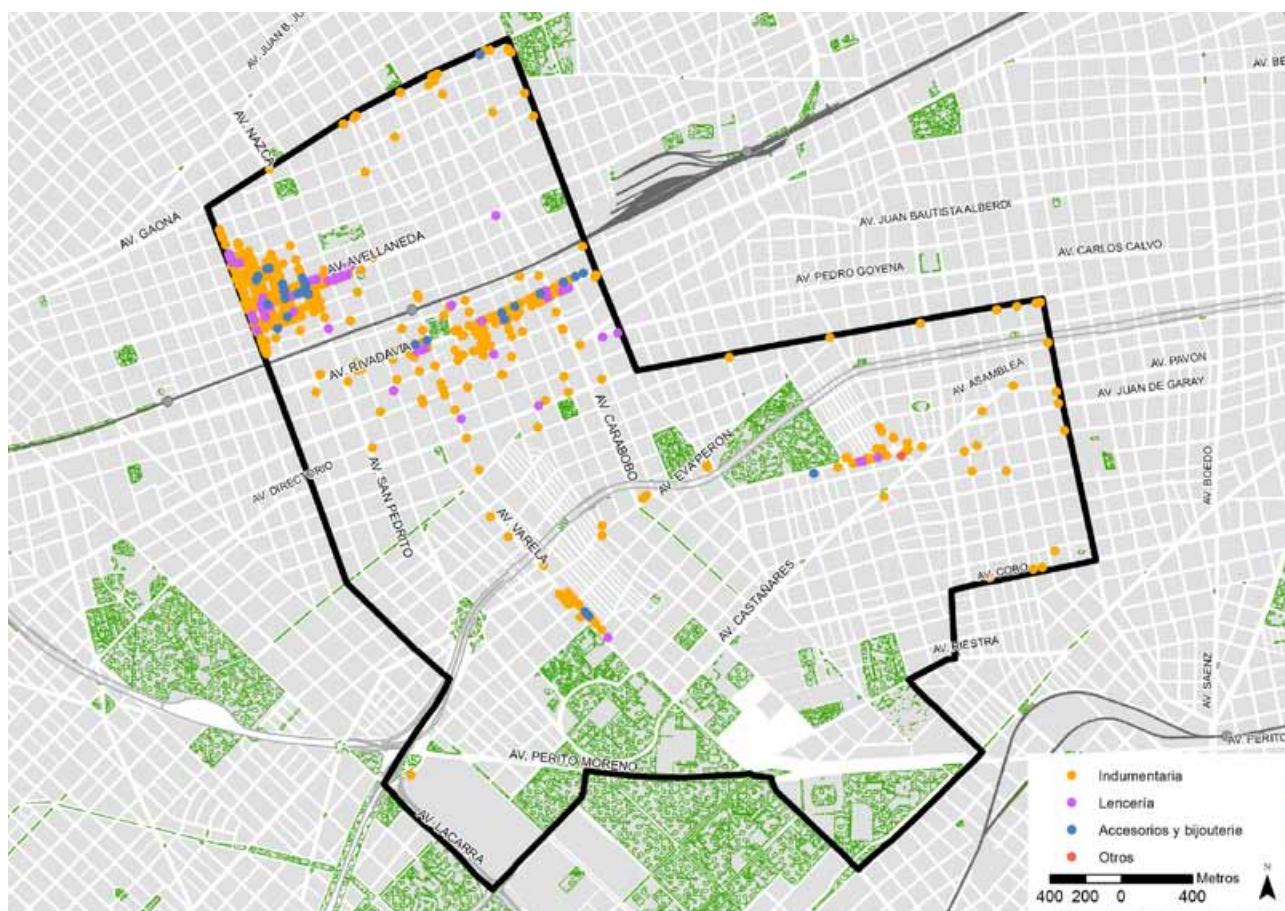 AV. JUAN B. JU
AV. BE
AV. NAZCA
AV. GAONA
AV. JUAN BAUTISTA ALBERDI
AV. AVELLANEDA
AV. CARLOS CALVO
AV. PEDRO GOYENA
AV. RIVADAVIA
AV. PAVON
AV. ASAMBLEA
AV. JUAN DE GARAY
AV. CARABOBO
AV. EVA PERON
AV. DIRECTORIO
AV. SAN PEDRITO
AV. BOEDO
AV. VARELA
AV. COBO
AV. CASTAÑARES
AV. RIESTRA
AV. SAENZ
AV. PERITO
AV. PERITO MORENO
AV. LACARRA
Indumentaria
Lencería
Accesorios y bijouterie
Otros
Metros
400 200 0 400
N